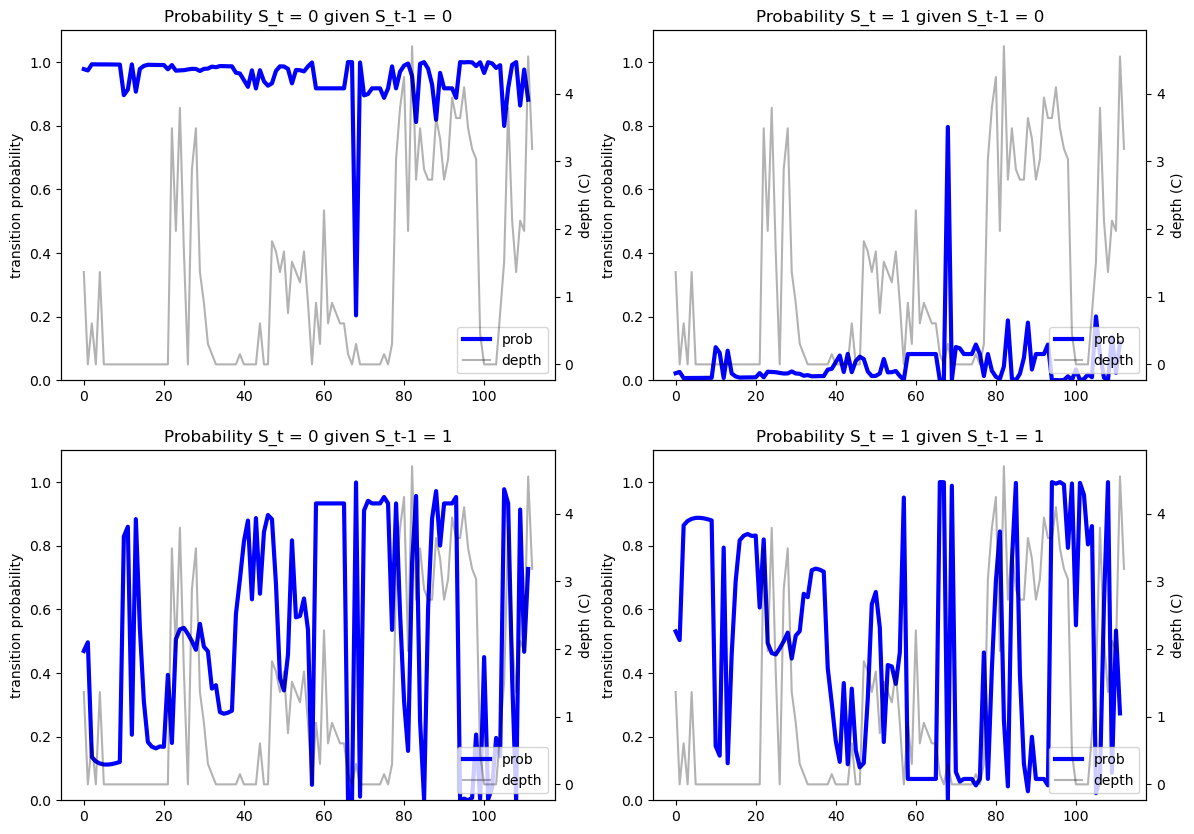 Probability S_t = 0 given S_t-1 = 0
1.0
0.8
0.6
0.4
0.2
0.0
transition probability
4
3
2
1
0
depth (C)
prob
depth
0 20 40 60 80 100
Probability S_t = 1 given S_t-1 = 0
1.0
0.8
0.6
0.4
0.2
0.0
transition probability
4
3
2
1
0
depth (C)
prob
depth
0 20 40 60 80 100
Probability S_t = 0 given S_t-1 = 1
1.0
0.8
0.6
0.4
0.2
0.0
transition probability
4
3
2
1
0
depth (C)
prob
depth
0 20 40 60 80 100
Probability S_t = 1 given S_t-1 = 1
1.0
0.8
0.6
0.4
0.2
0.0
transition probability
4
3
2
1
0
depth (C)
prob
depth
0 20 40 60 80 100